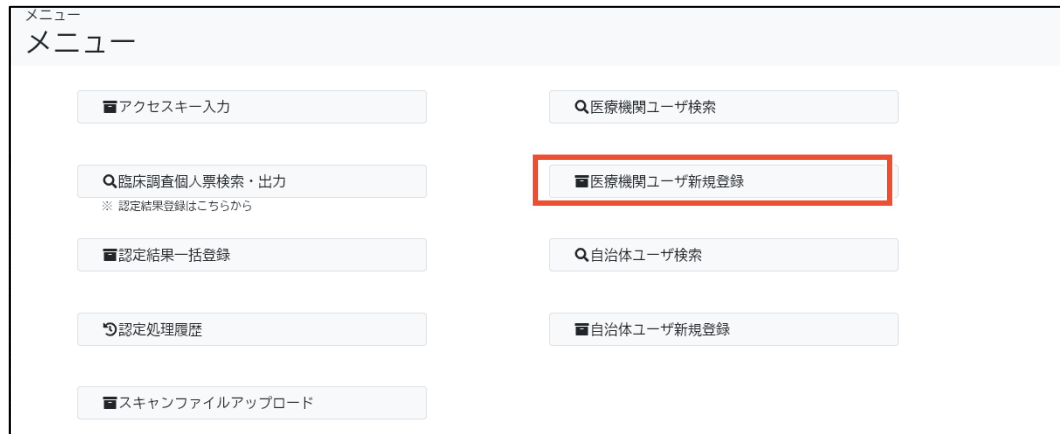 メニュー
メニュー
アクセスキー入力
臨床調査個人票検索・出力
※ 認定結果登録はこちらから
認定結果一括登録
認定処理履歴
スキャンファイルアップロード
医療機関ユーザ検索
医療機関ユーザ新規登録
自治体ユーザ検索
自治体ユーザ新規登録